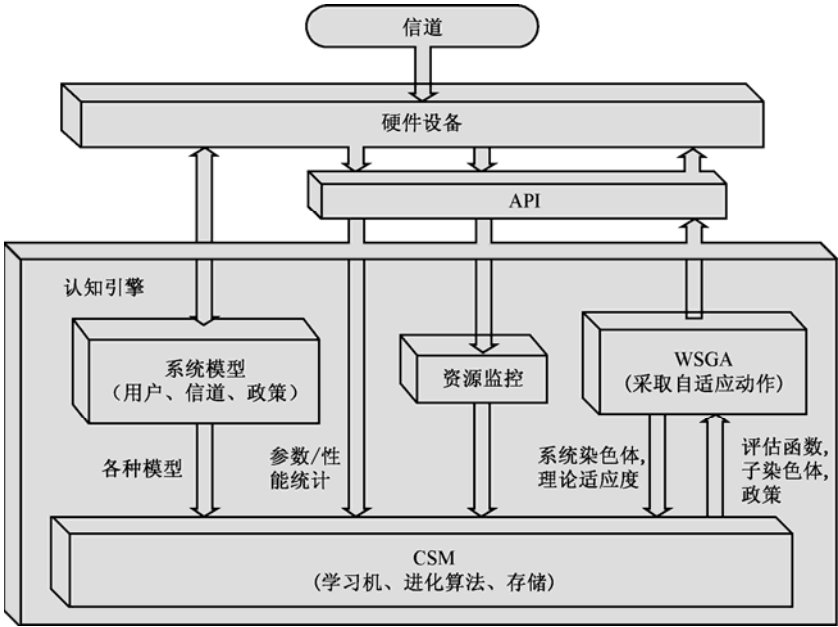 信道
硬件设备
API
认知引擎
系统模型
（用户、信道、政策）
资源监控
WSGA
(采取自适应动作)
各种模型
参数/性
能统计
系统染色体,
理论适应度
评估函数,
子染色体,
政策
CSM
(学习机、进化算法、存储)